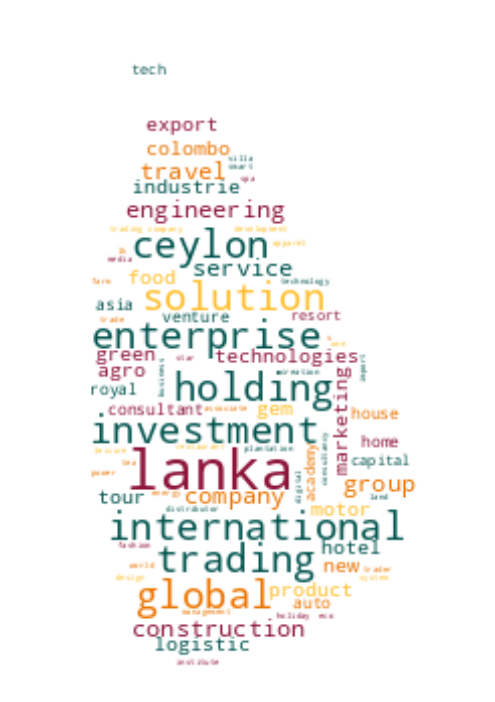 tech
export
colombo
villa
smart
travel
spa
industrie
engineering
trading company
development
ceylon
apparel
media
service
food
technology
farm
solution
asia
venture
resort
trade
enterprise
green
star
technologies
import
agro
creation
business
royal
holding
marketing
consultant
associate
gem
house
investment
home
leisure
restaurant
plantation
consultancy
academy
capital
tea
lanka
power
digital
group
tour
energy
company
land
distributor
motor
international
fashion
hotel
trading
world
new
trader
design
system
global
product
auto
management
holiday
eco
construction
logistic
institute